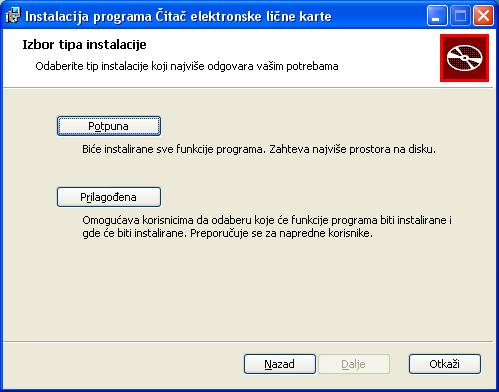 Instalacija programa Čitač elektronske lične karte
Izbor tipa instalacije
Odaberite tip instalacije koji najviše odgovara vašim potrebama
Potpuna
Biće instalirane sve funkcije programa. Zahteva najviše prostora na disku.
Prilagođena
Omogućava korisnicima da odaberu koje će funkcije programa biti instalirane i
gde će biti instalirane. Preporučuje se za napredne korisnike.
Nazad
Dalje
Otkaži